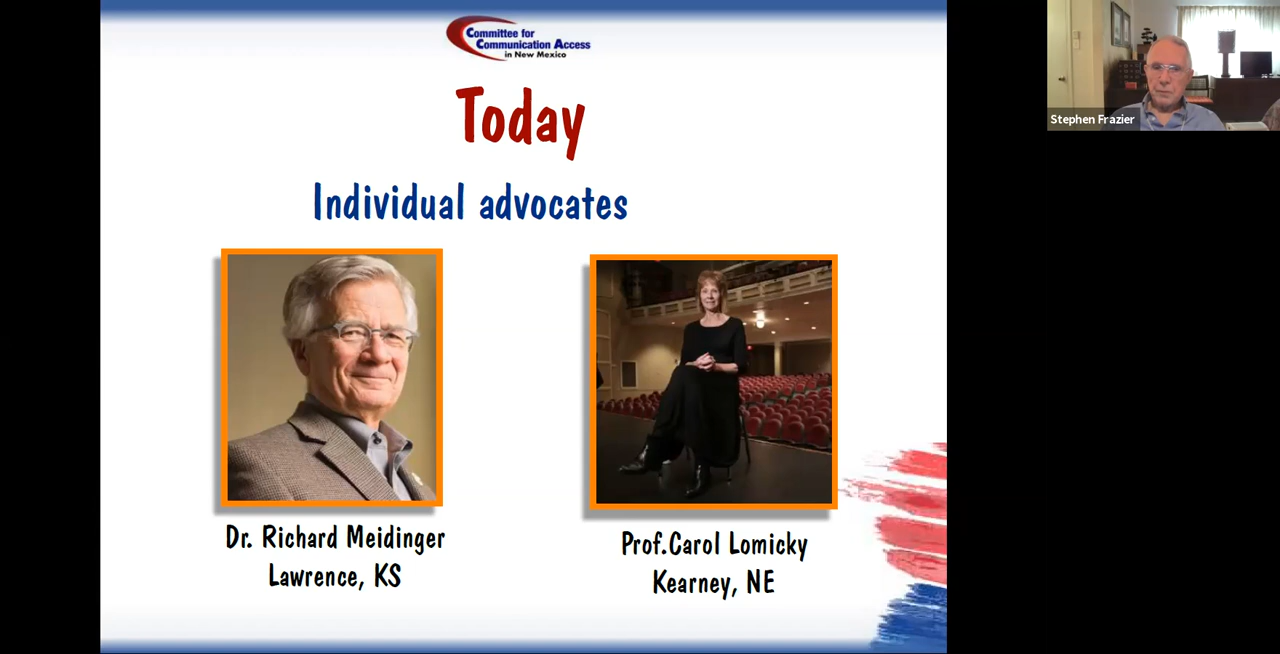 Committee for
Communication Access
in New Mexico
Today
Individual advocates
Dr. Richard Meidinger
Lawrence, KS
Prof.Carol Lomicky
Kearney, NE
Stephen Frazier